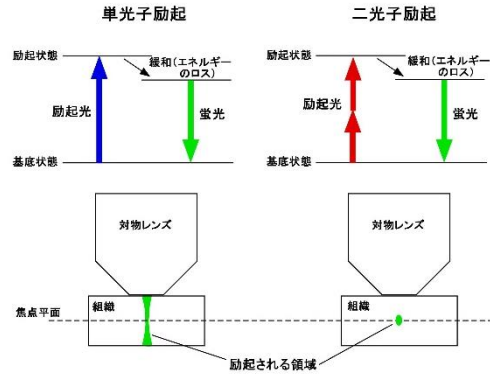 単光子励起
二光子励起
励起状態
緩和(エネルギー
のロス)
励起光
蛍光
基底状態
励起状態
緩和(エネルギー
のロス)
励起光
蛍光
基底状態
対物レンズ
対物レンズ
組織
組織
焦点平面
励起される領域